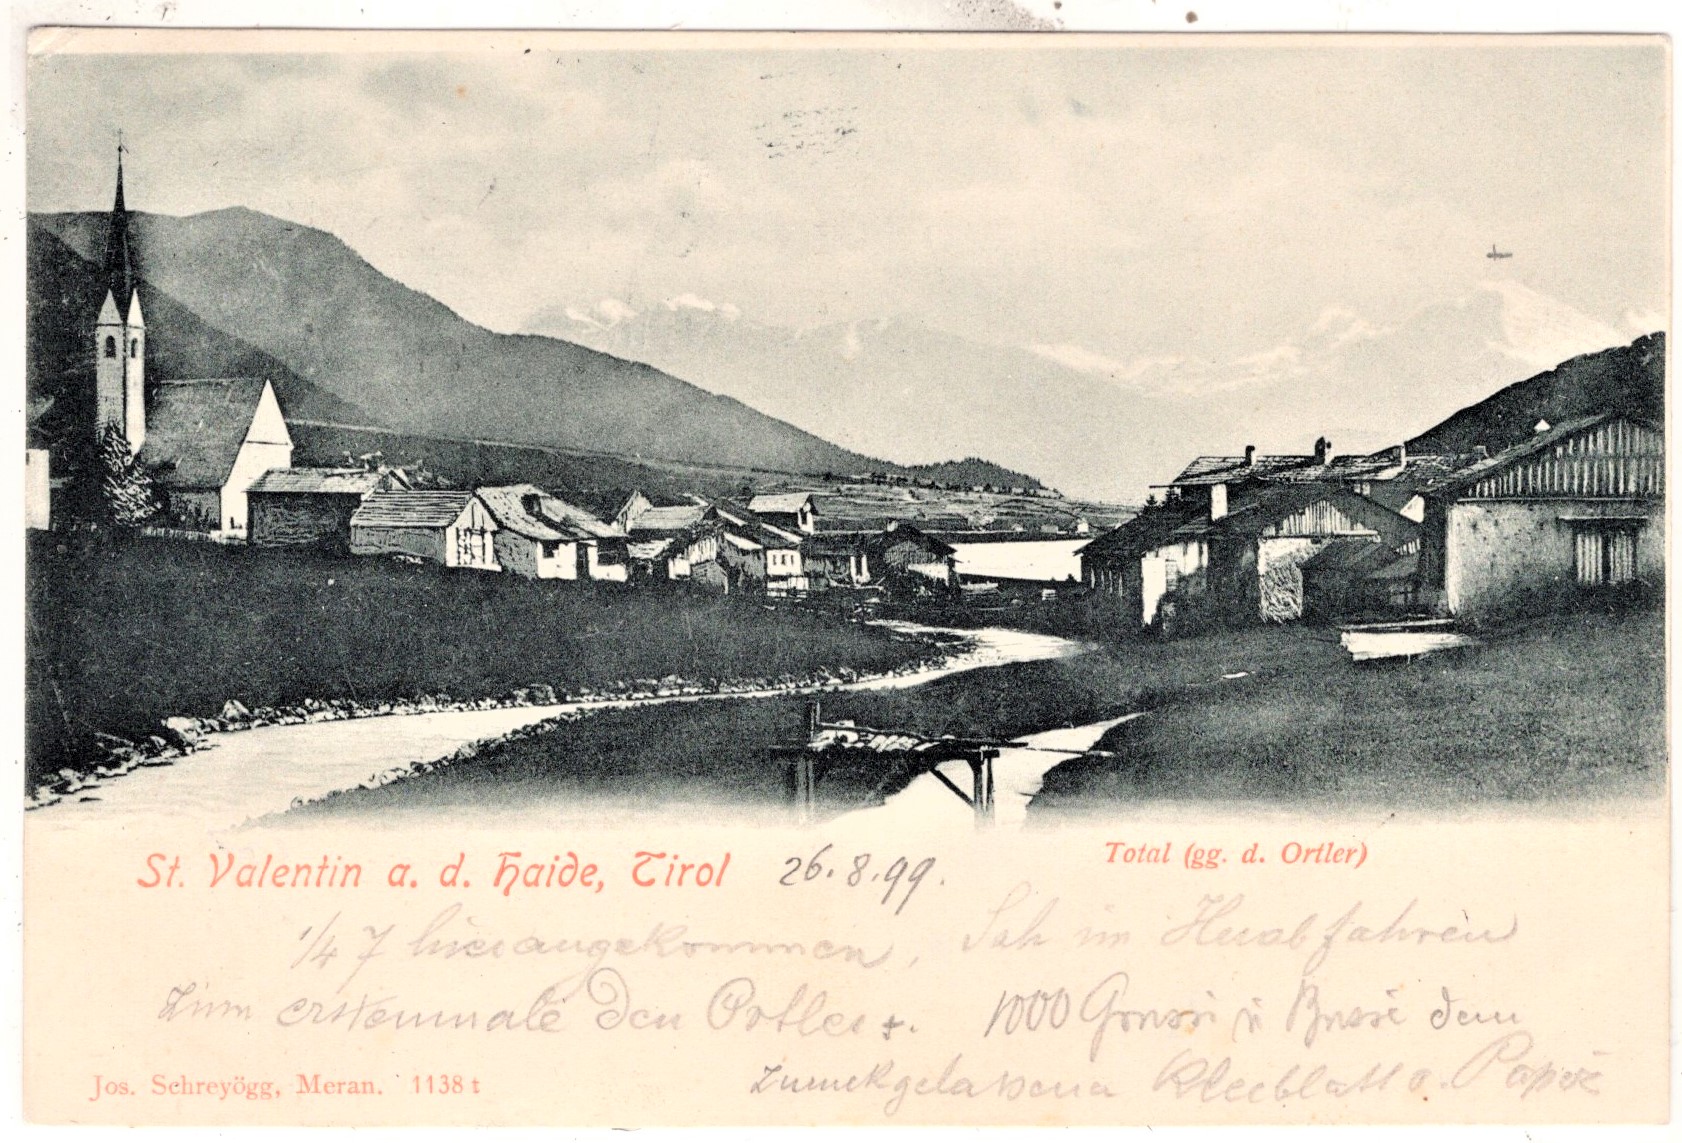 St. Valentin a. d. Haide, Tirol 26.8.99. Total (gg. d. Ortler)
1/4 7 hier angekommen, Sah im Herabfahren
zum erstenmale den Ortler +. 1000 Grüsse u Busse dem
zurückgelassenen Kleeblatt v. Papa
Jos. Schreyögg, Meran. 1138 t